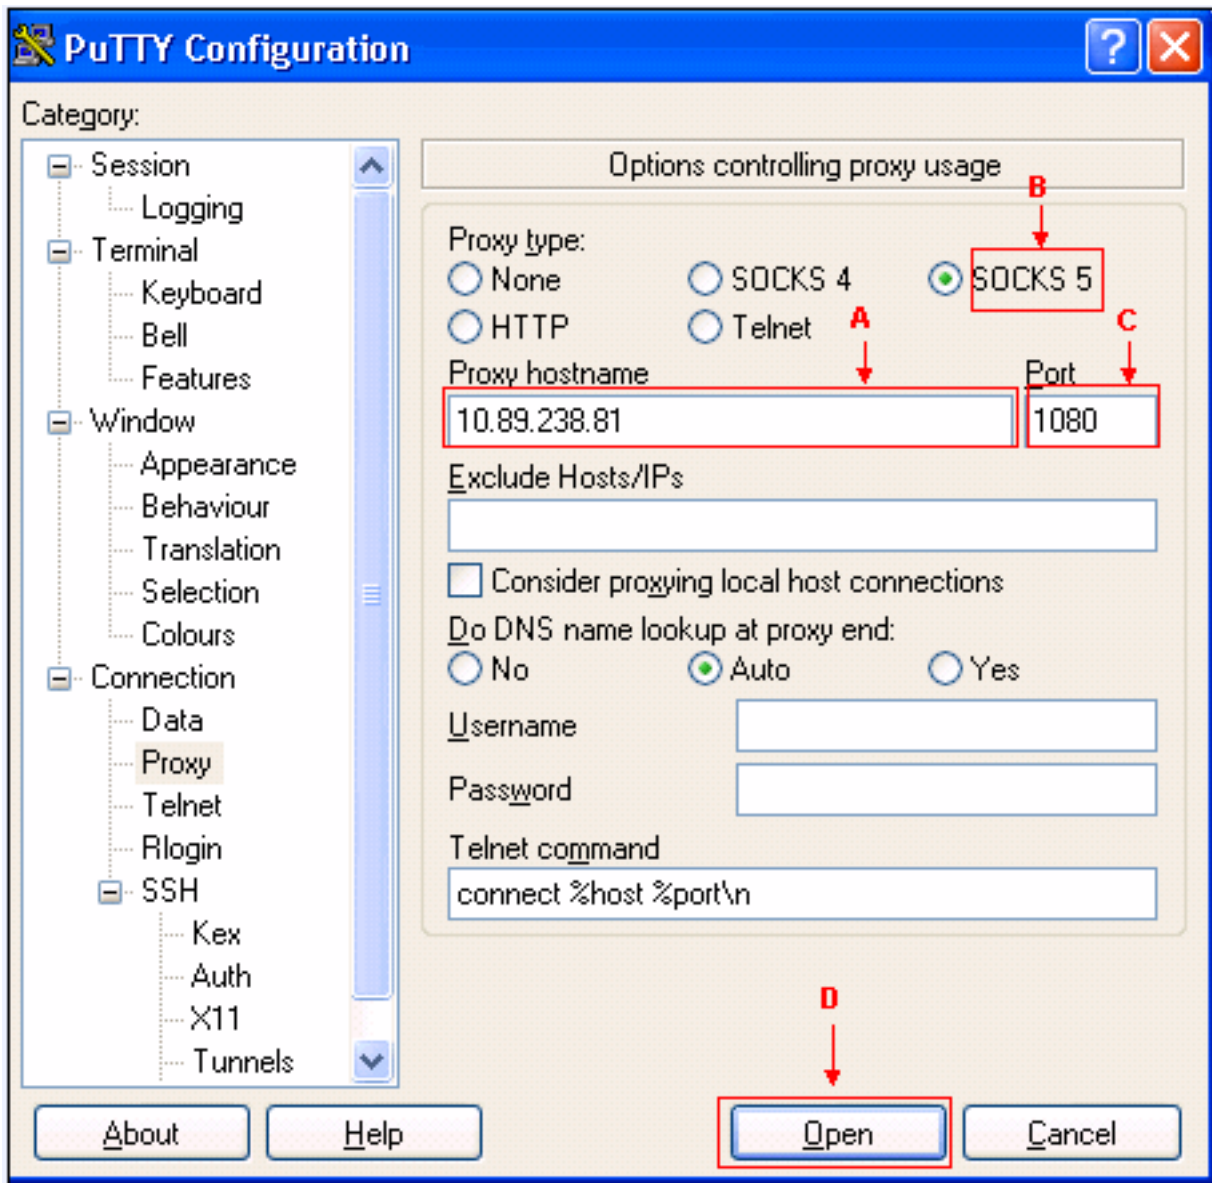 PuTTY Configuration
?
Category:
Session
Logging
Terminal
Keyboard
Bell
Features
Window
Appearance
Behaviour
Translation
Selection
Colours
Connection
Data
Proxy
Telnet
Rlogin
SSH
Kex
Auth
X11
Tunnels
Options controlling proxy usage
B
Proxy type:
None SOCKS 4 SOCKS 5
HTTP Telnet A C
Proxy hostname Port
10.89.238.81 1080
Exclude Hosts/IPs
Consider proxying local host connections
Do DNS name lookup at proxy end:
No Auto Yes
Username
Password
Telnet command
connect %host %port\n
D
About Help Open Cancel